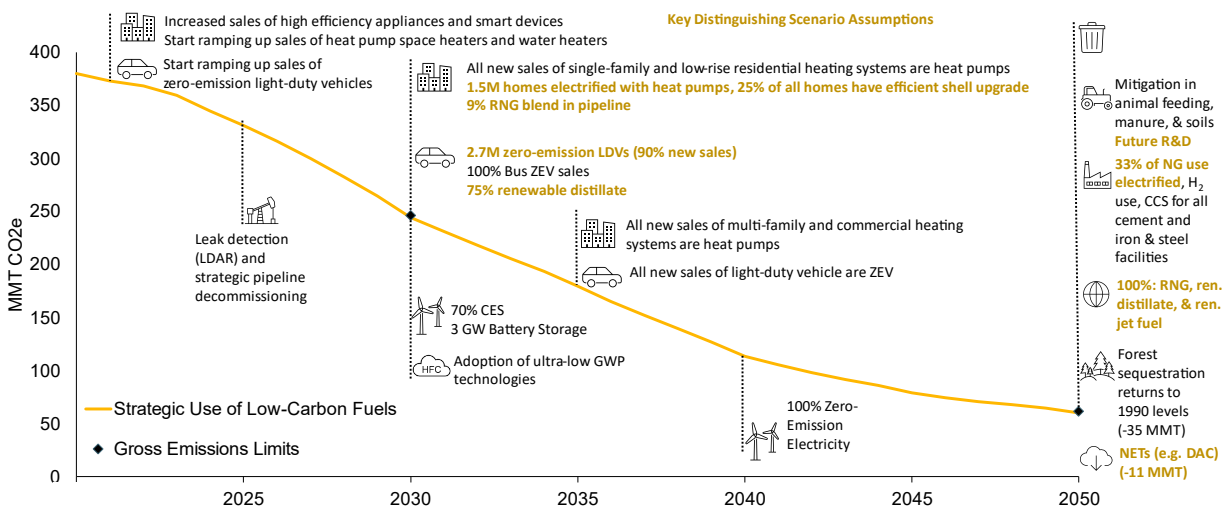 Key Distinguishing Scenario Assumptions
Increased sales of high efficiency appliances and smart devices
Start ramping up sales of heat pump space heaters and water heaters
Start ramping up sales of
zero-emission light-duty vehicles
All new sales of single-family and low-rise residential heating systems are heat pumps
1.5M homes electrified with heat pumps, 25% of all homes have efficient shell upgrade
9% RNG blend in pipeline
2.7M zero-emission LDVs (90% new sales)
100% Bus ZEV sales
75% renewable distillate
Leak detection
(LDAR) and
strategic pipeline
decommissioning
70% CES
3 GW Battery Storage
HFC
Adoption of ultra-low GWP
technologies
All new sales of multi-family and commercial heating
systems are heat pumps
All new sales of light-duty vehicle are ZEV
100% Zero-
Emission
Electricity
Mitigation in
animal feeding,
manure, & soils
Future R&D
33% of NG use
electrified, H2
use, CCS for all
cement and
iron & steel
facilities
100%: RNG, ren.
distillate, & ren.
jet fuel
Forest
sequestration
returns to
1990 levels
(-35 MMT)
NETs (e.g. DAC)
(-11 MMT)
MMT CO2e
400
350
300
250
200
150
100
50
0
Strategic Use of Low-Carbon Fuels
Gross Emissions Limits
2025
2030
2035
2040
2045
2050